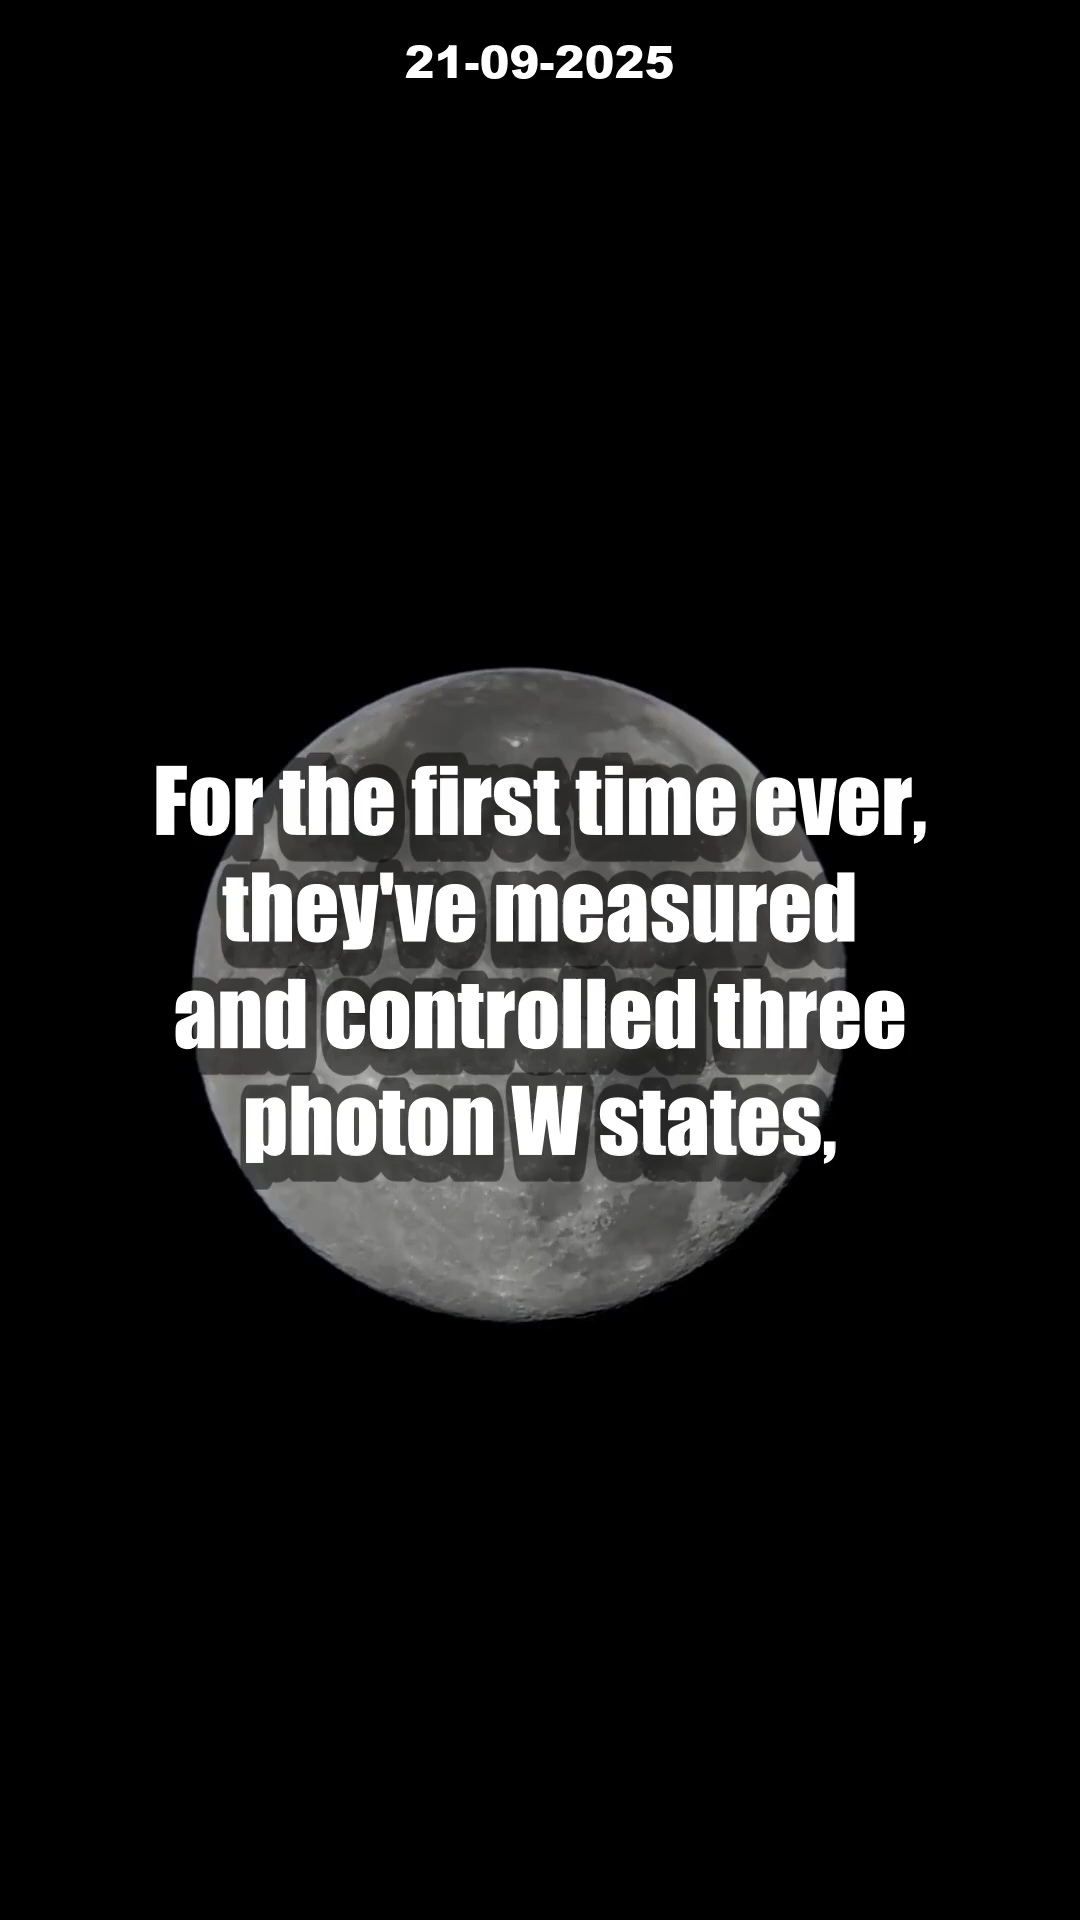 21-09-2025
For the first time ever,
they've measured
and controlled three
photon W states,